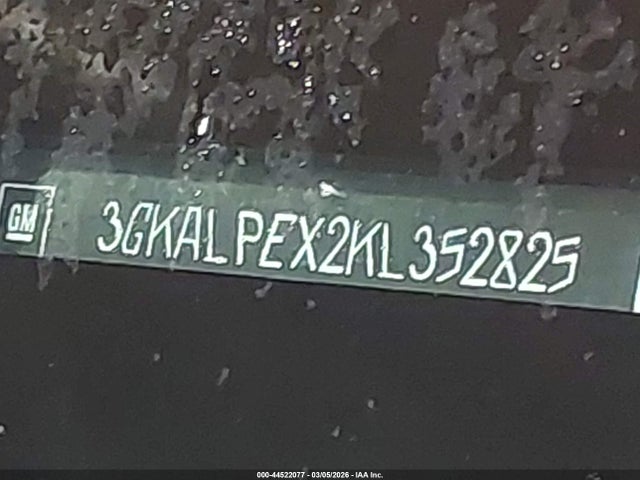 GM
3GKALPEX2KL352825
000-44522077 - 03/05/2026 - IAA Inc.